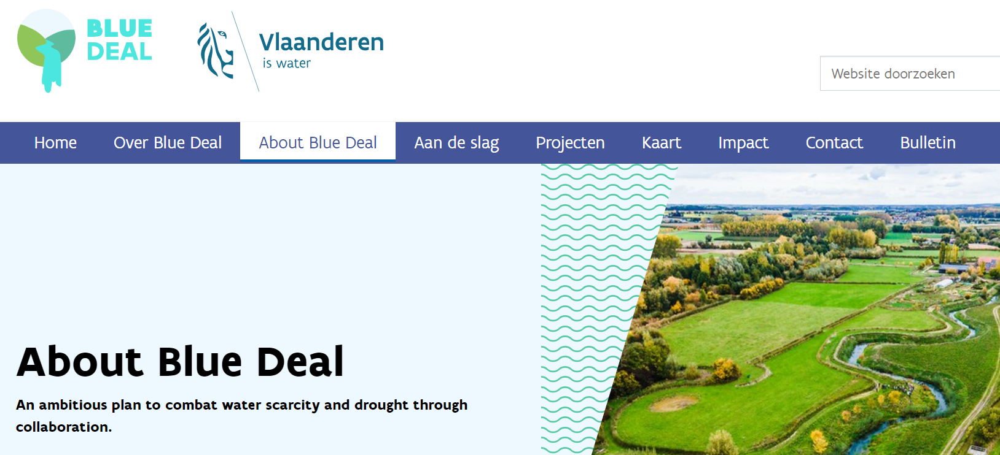 BLUE
DEAL
Vlaanderen
is water
Website doorzoeken
Home Over Blue Deal About Blue Deal Aan de slag Projecten Kaart Impact Contact Bulletin
About Blue Deal
An ambitious plan to combat water scarcity and drought through
collaboration.